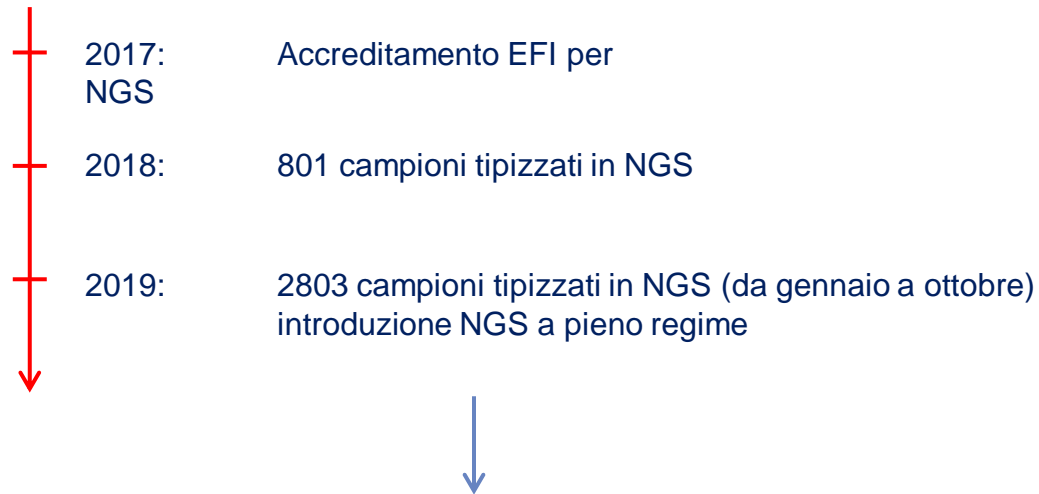 2017: Accreditamento EFI per
NGS
2018: 801 campioni tipizzati in NGS
2019: 2803 campioni tipizzati in NGS (da gennaio a ottobre)
introduzione NGS a pieno regime